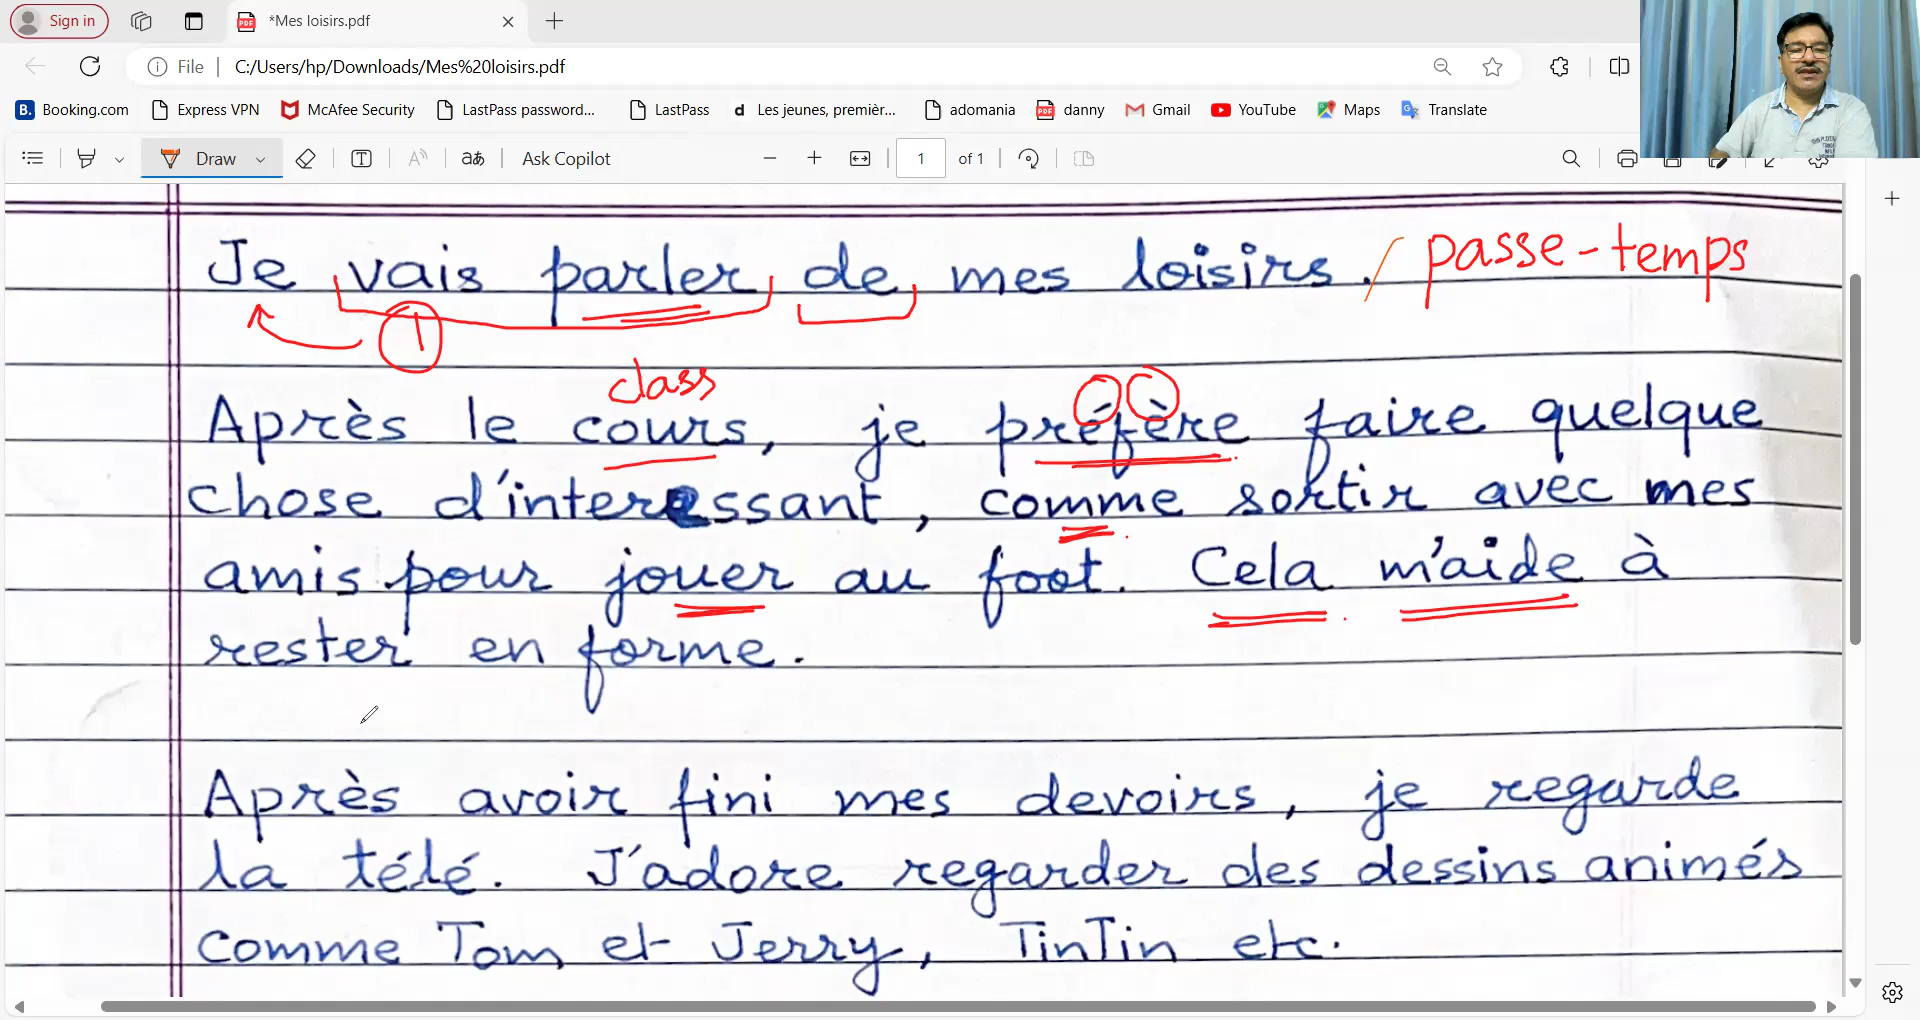 Sign in
*Mes loisirs.pdf
File
C:/Users/hp/Downloads/Mes%20loisirs.pdf
B. Booking.com Express VPN McAfee Security LastPass password... LastPass d Les jeunes, premièr... adomania PDF danny Gmail YouTube Maps Translate
Draw T aあ Ask Copilot 1 of 1
Je vais parler de mes loisirs. / passe-temps
1
class
Après le cours, je préfère faire quelque
chose d'interessant, comme sortir avec mes
amis pour jouer au foot. Cela m'aide à
rester en forme.
Après avoir fini mes devoirs, je regarde
la télé. J'adore regarder des dessins animés
comme Tom et Jerry, TinTin etc.